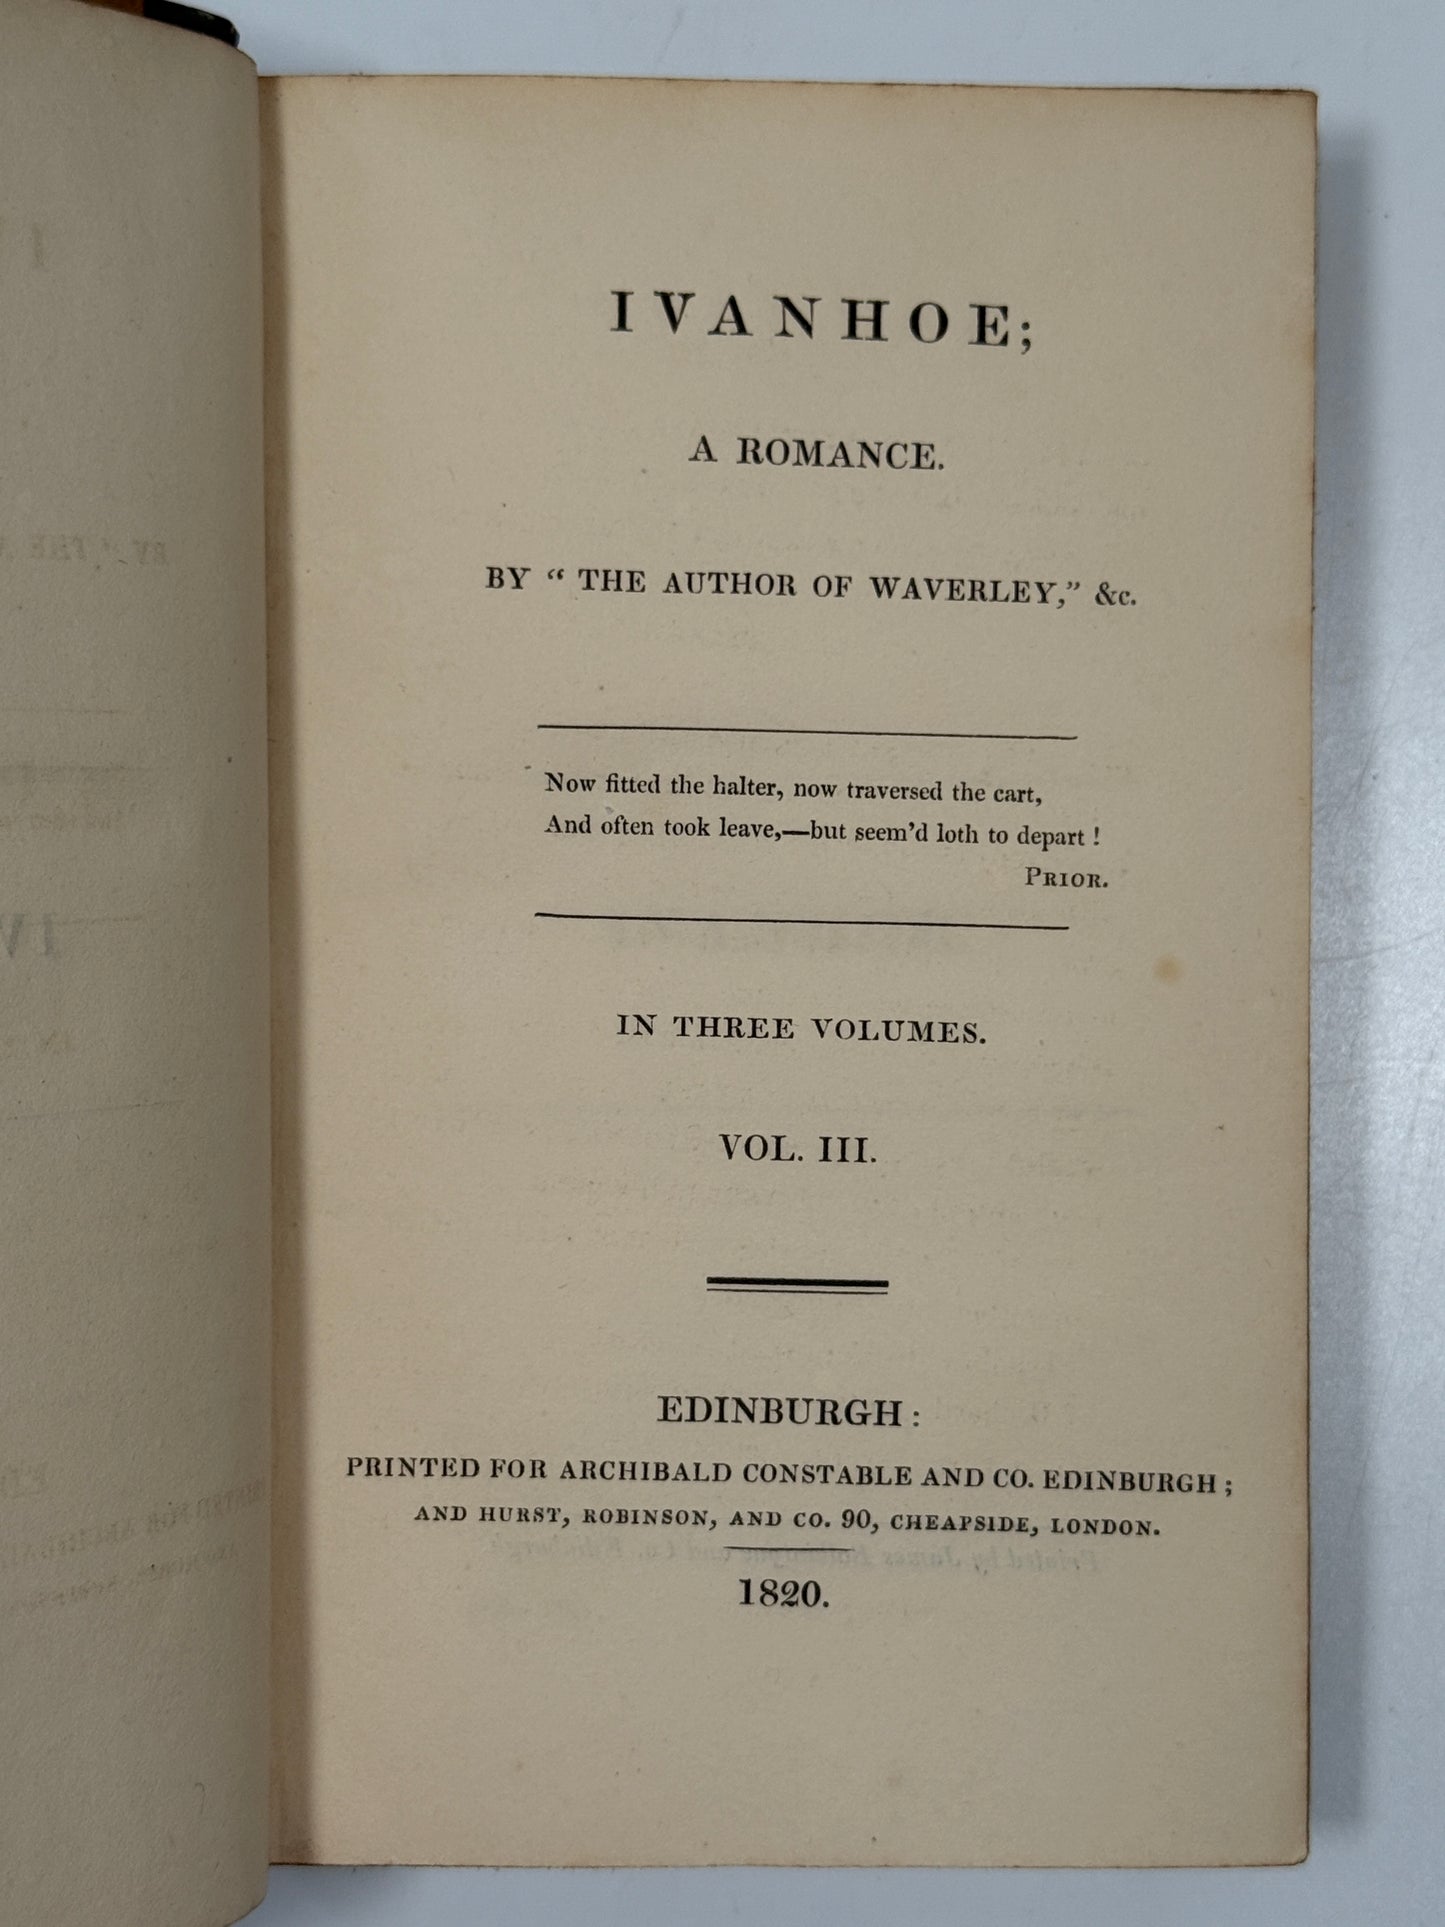 IVANHOE;
A ROMANCE.
BY “ THE AUTHOR OF WAVERLEY,” &c.
Now fitted the halter, now traversed the cart,
And often took leave,—but seem’d loth to depart !
PRIOR.
IN THREE VOLUMES.
VOL. III.
EDINBURGH:
PRINTED FOR ARCHIBALD CONSTABLE AND CO. EDINBURGH ;
AND HURST, ROBINSON, AND CO. 90, CHEAPSIDE, LONDON.
1820.